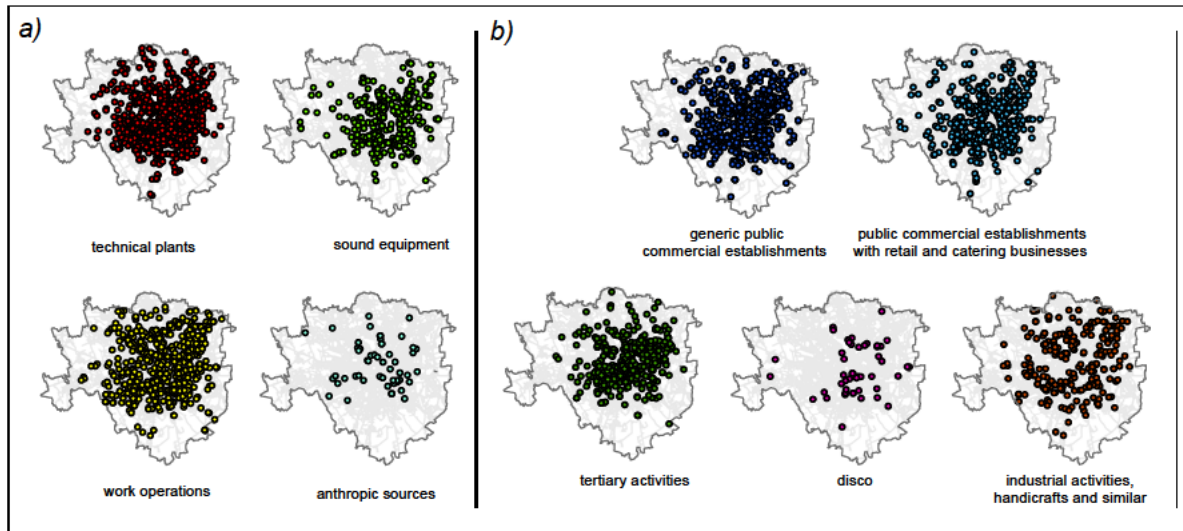 a)
technical plants
sound equipment
work operations
anthropic sources
b)
generic public
commercial establishments
public commercial establishments
with retail and catering businesses
tertiary activities
disco
industrial activities,
handicrafts and similar